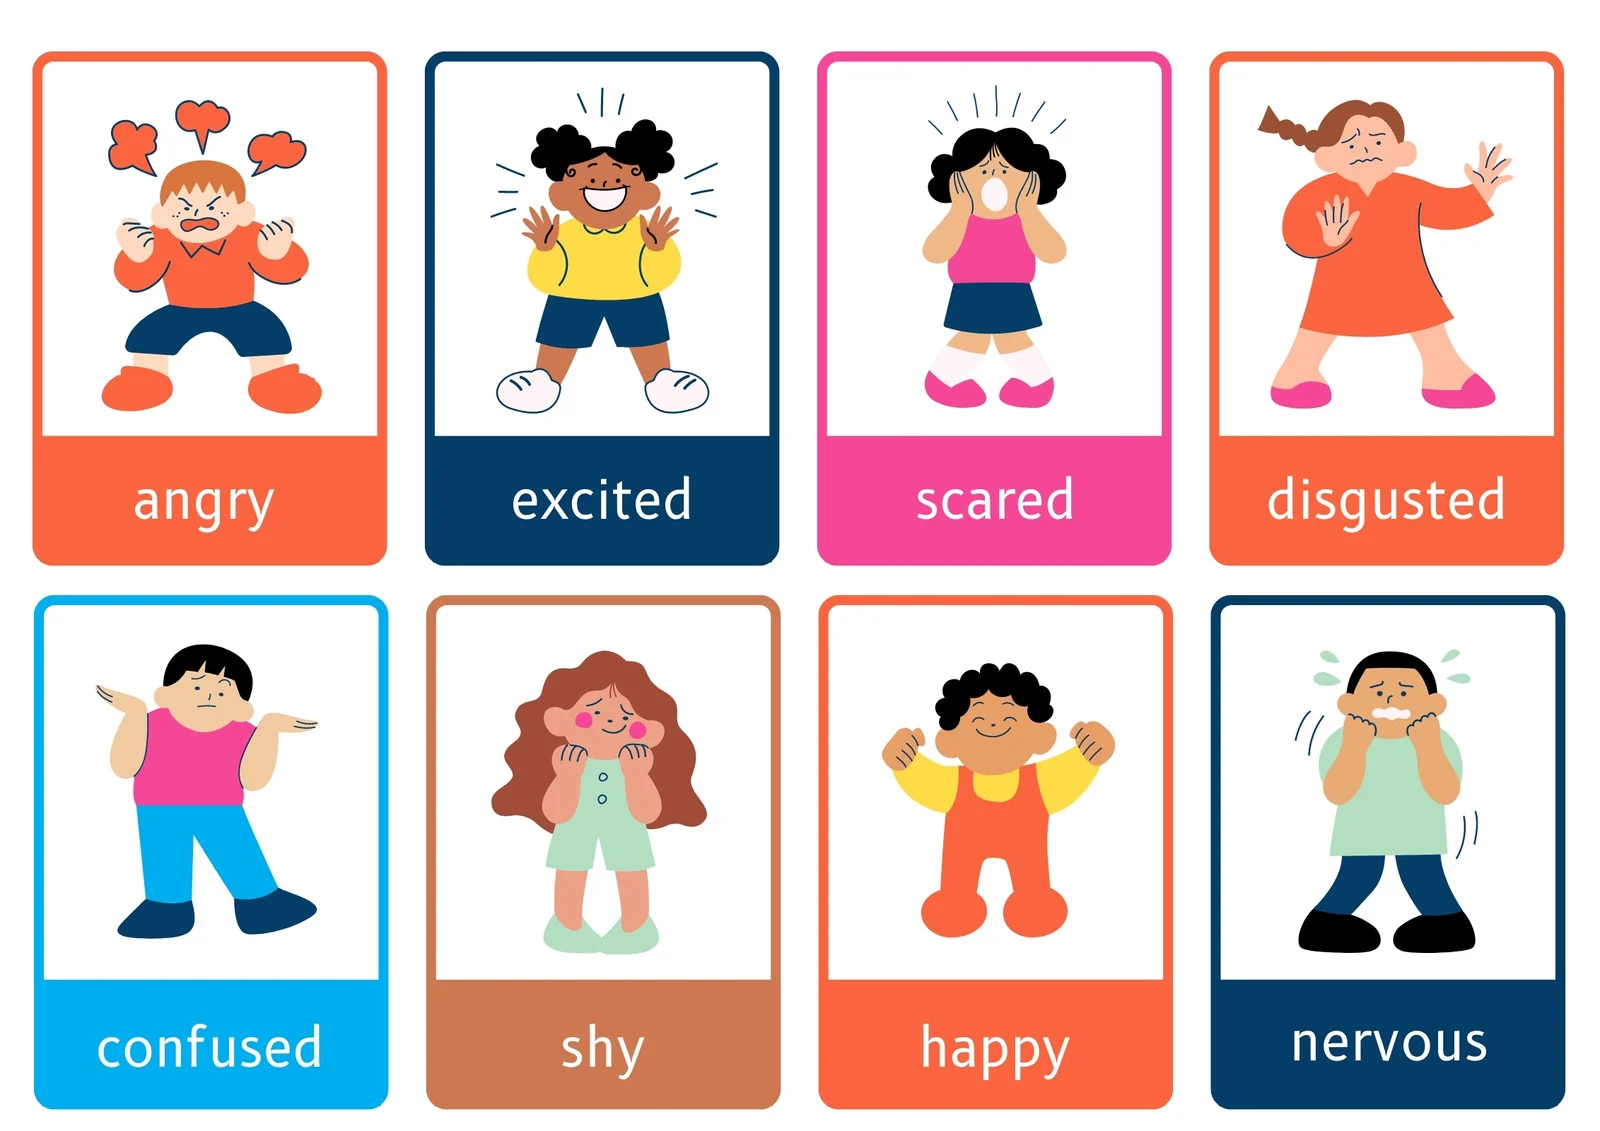 angry
excited
scared
disgusted
confused
shy
happy
nervous